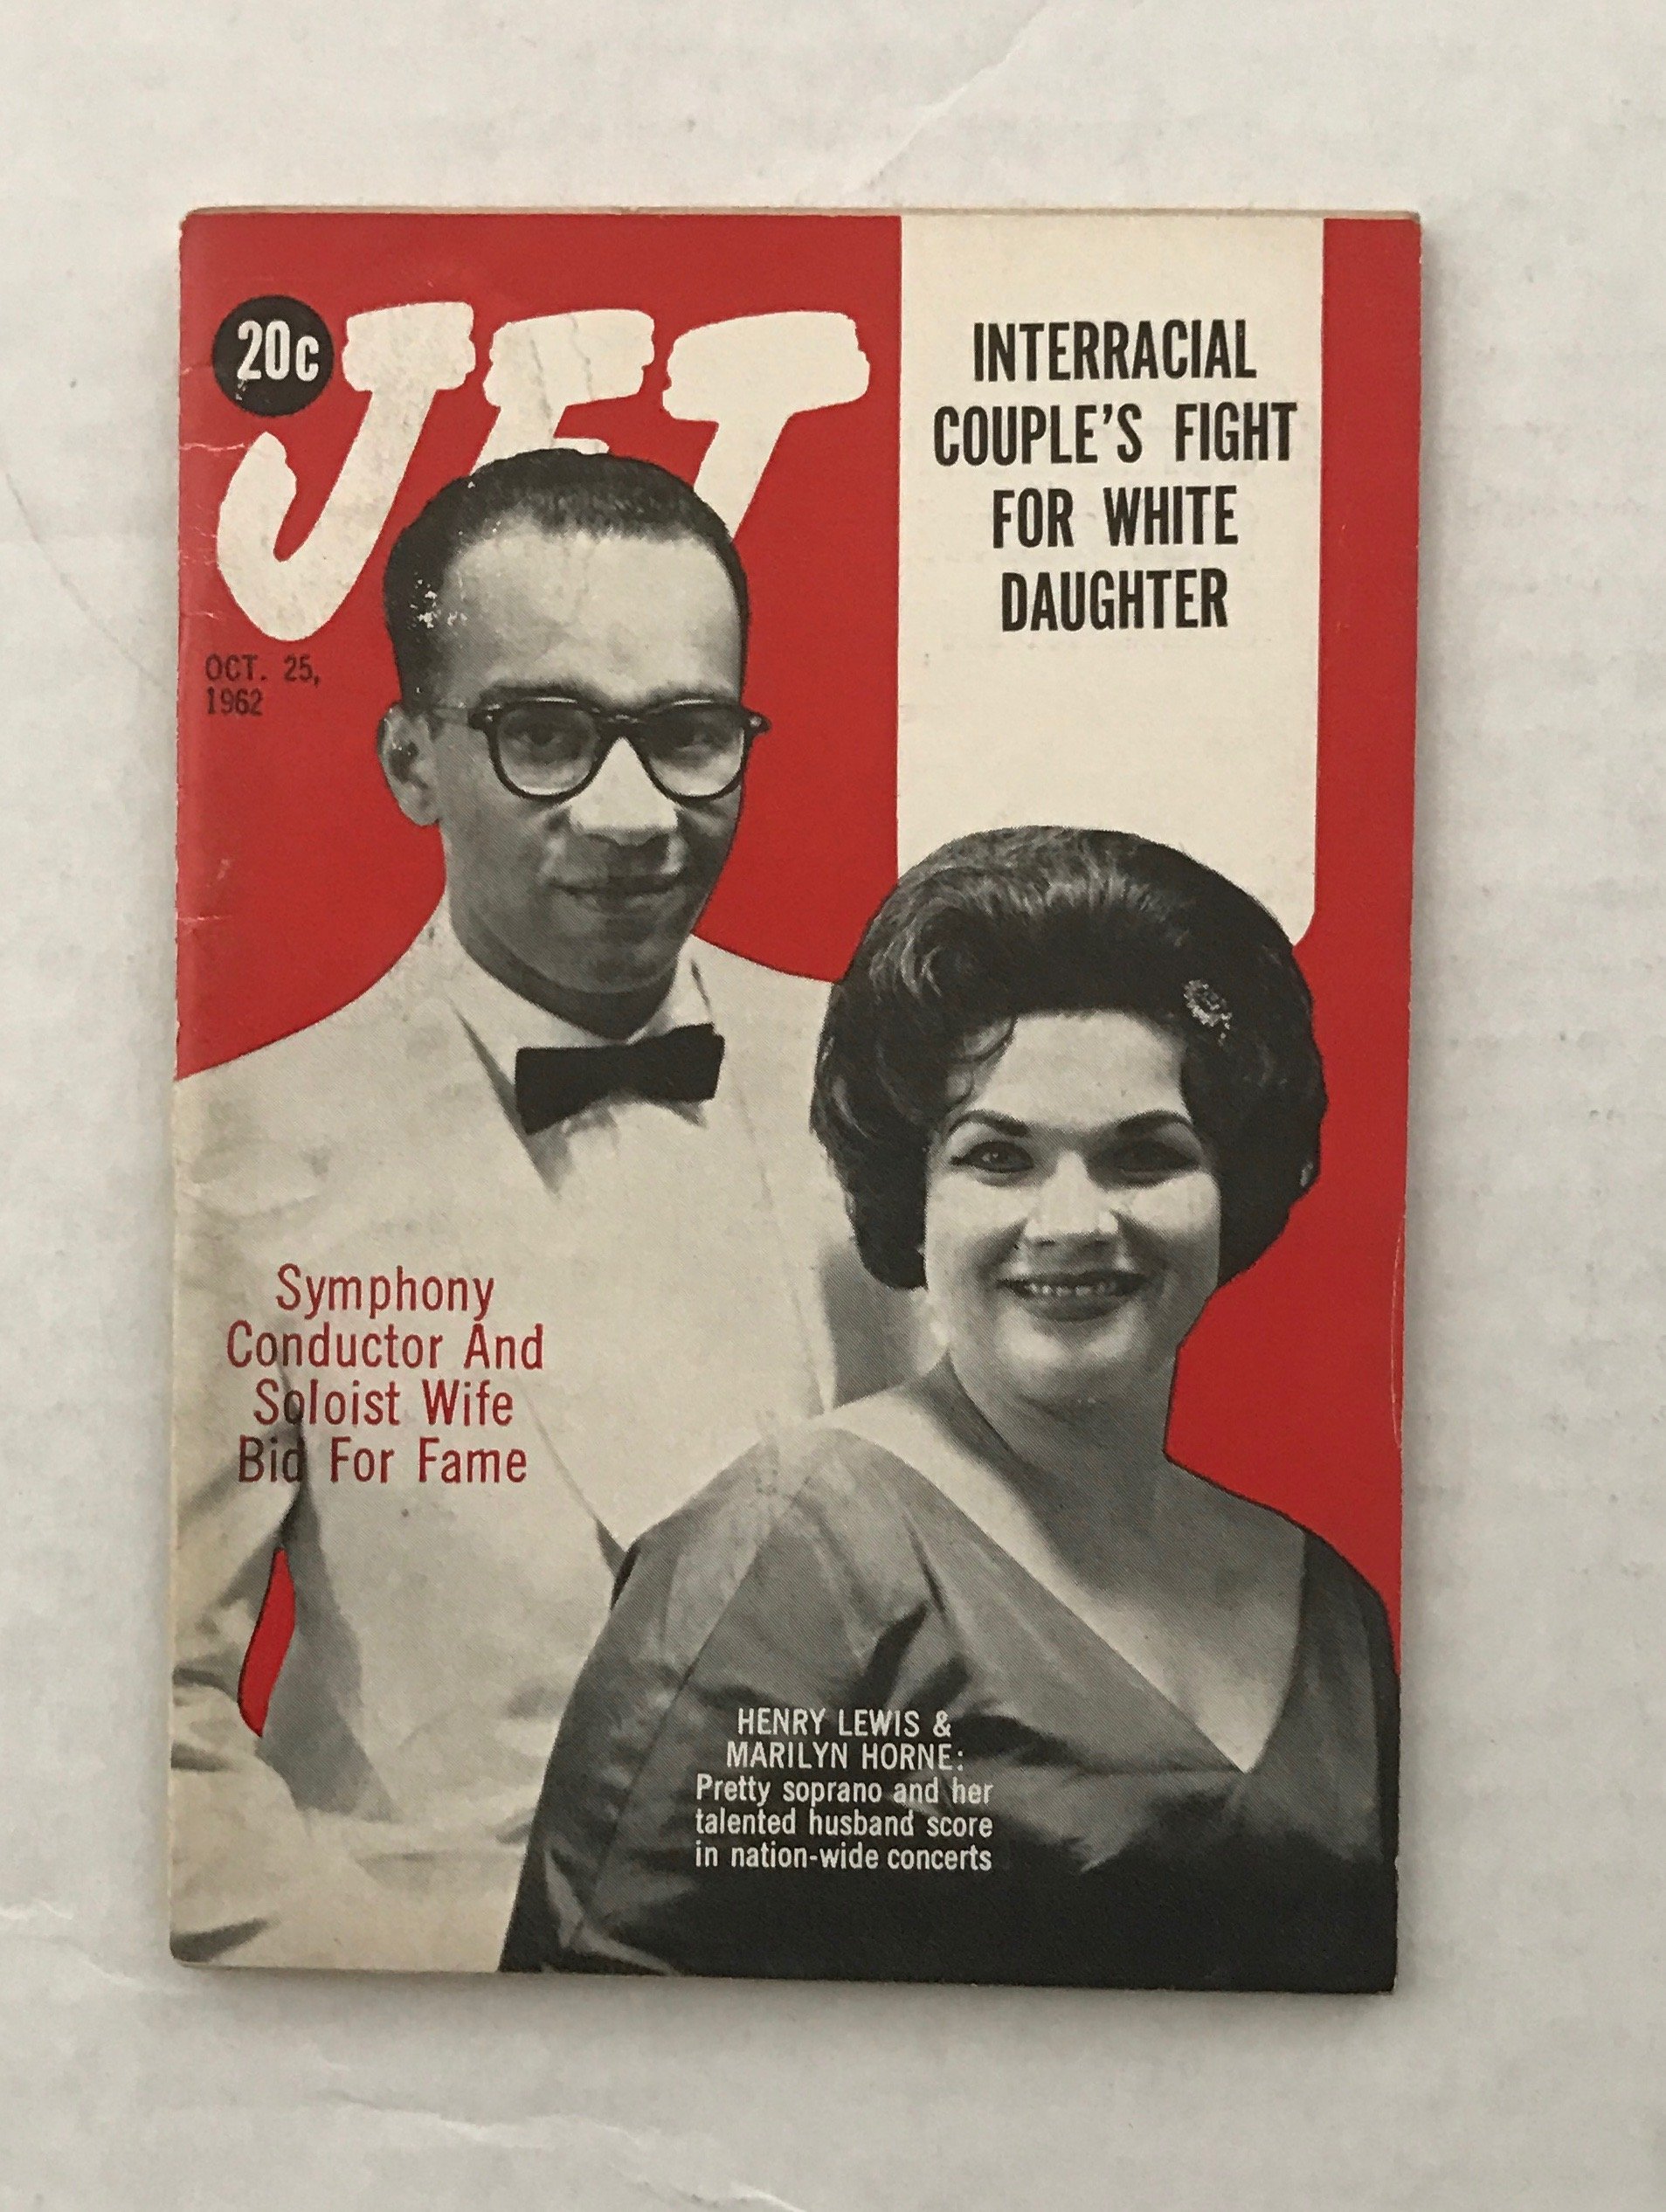 20c
JET
INTERRACIAL
COUPLE'S FIGHT
FOR WHITE
DAUGHTER
OCT. 25,
1962
Symphony
Conductor And
Soloist Wife
Bid For Fame
HENRY LEWIS &
MARILYN HORNE:
Pretty soprano and her
talented husband score
in nation-wide concerts